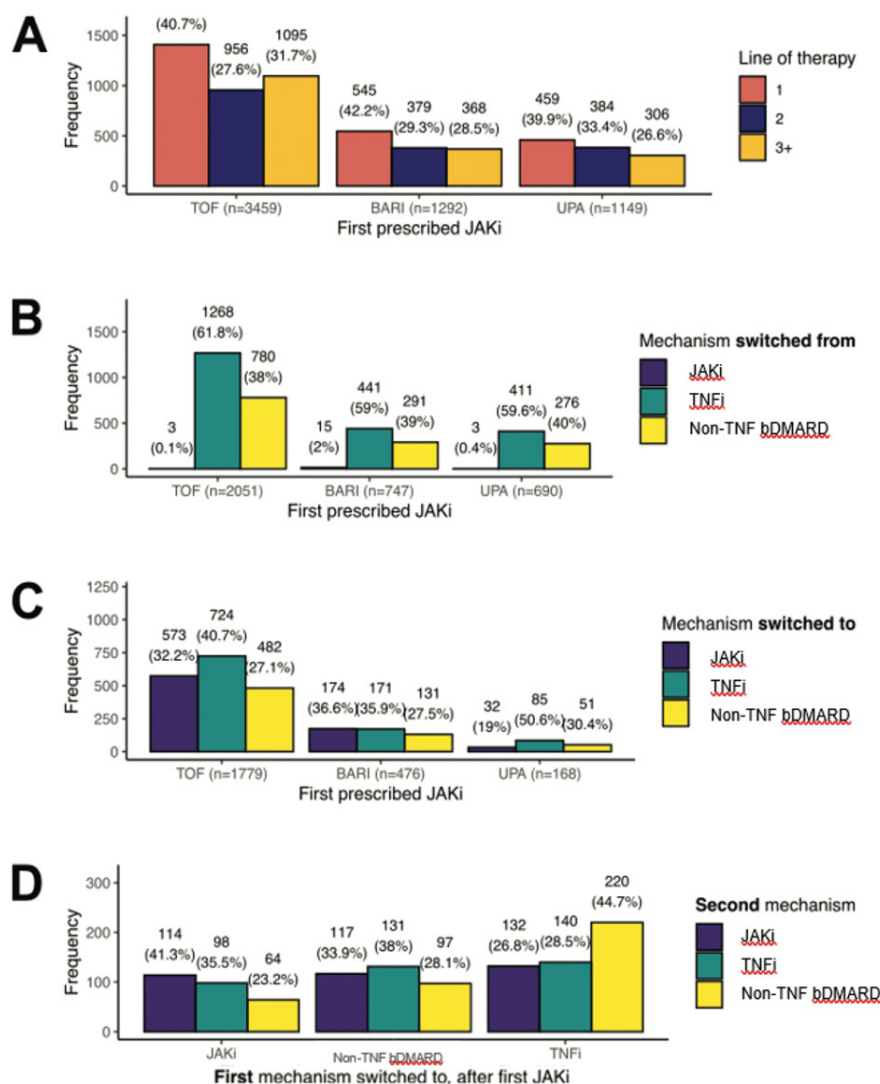 A
(40.7%)
956
(27.6%)
1095
(31.7%)
545
(42.2%)
379
(29.3%)
368
(28.5%)
459
(39.9%)
384
(33.4%)
306
(26.6%)
Frequency
1500
1000
500
0
TOF (n=3459)
BARI (n=1292)
UPA (n=1149)
First prescribed JAKi
Line of therapy
1
2
3+
B
1268
(61.8%)
780
(38%)
3
(0.1%)
15
(2%)
441
(59%)
291
(39%)
3
(0.4%)
411
(59.6%)
276
(40%)
Frequency
1500
1000
500
0
TOF (n=2051)
BARI (n=747)
UPA (n=690)
First prescribed JAKi
Mechanism switched from
JAKi
TNFi
Non-TNF bDMARD
C
573
(32.2%)
724
(40.7%)
482
(27.1%)
174
(36.6%)
171
(35.9%)
131
(27.5%)
32
(19%)
85
(50.6%)
51
(30.4%)
Frequency
1250
1000
750
500
250
0
TOF (n=1779)
BARI (n=476)
UPA (n=168)
First prescribed JAKi
Mechanism switched to
JAKi
TNFi
Non-TNF bDMARD
D
114
(41.3%)
98
(35.5%)
64
(23.2%)
117
(33.9%)
131
(38%)
97
(28.1%)
132
(26.8%)
140
(28.5%)
220
(44.7%)
Frequency
300
200
100
0
JAKi
Non-TNF bDMARD
TNFi
First mechanism switched to, after first JAKi
Second mechanism
JAKi
TNFi
Non-TNF bDMARD